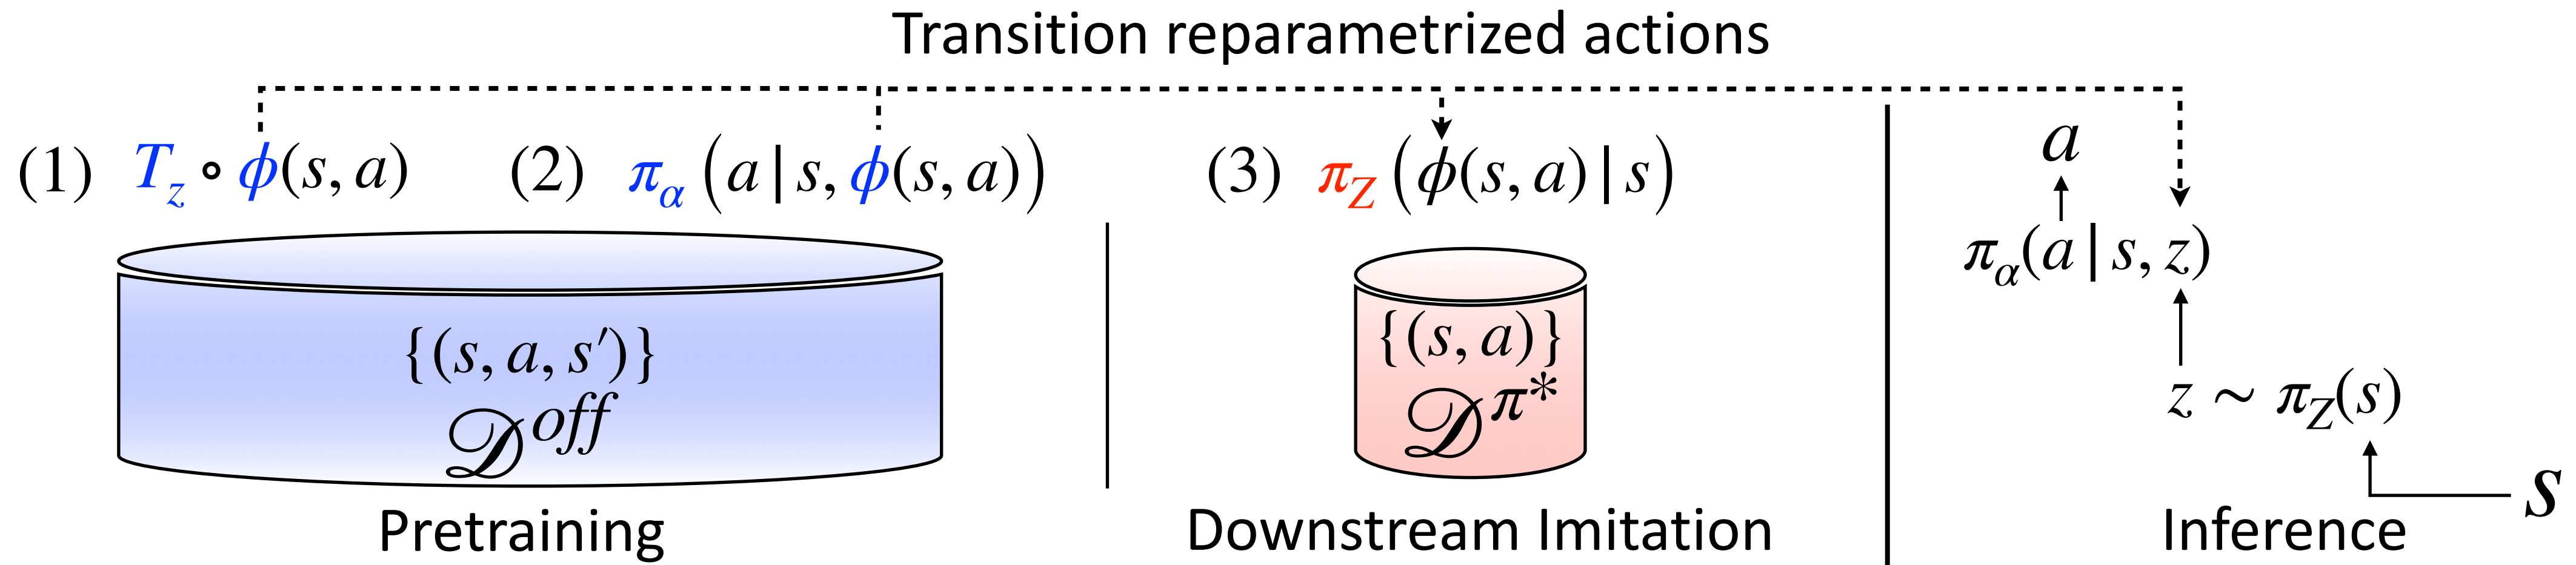 Transition reparametrized actions
(1) T_z ∘ ϕ(s, a)
(2) π_α (a | s, ϕ(s, a))
{(s, a, s′)}
𝒟^off
Pretraining
(3) π_Z (ϕ(s, a) | s)
{(s, a)}
𝒟^π*
Downstream Imitation
a
π_α(a | s, z)
z ∼ π_Z(s)
s
Inference